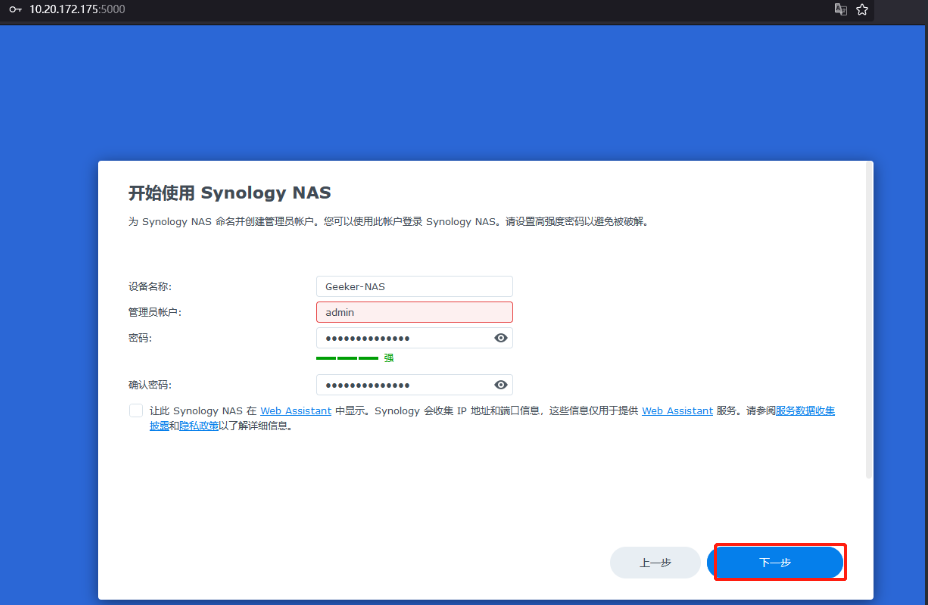 10.20.172.175:5000
开始使用 Synology NAS
为 Synology NAS 命名并创建管理员帐户。您可以使用此帐户登录 Synology NAS。请设置高强度密码以避免被破解。
设备名称:
Geeker-NAS
管理员帐户:
admin
密码:
••••••••••••••
强
确认密码:
••••••••••••••
让此 Synology NAS 在 Web Assistant 中显示。Synology 会收集 IP 地址和端口信息，这些信息仅用于提供 Web Assistant 服务。请参阅服务数据收集
披露和隐私政策以了解详细信息。
上一步
下一步